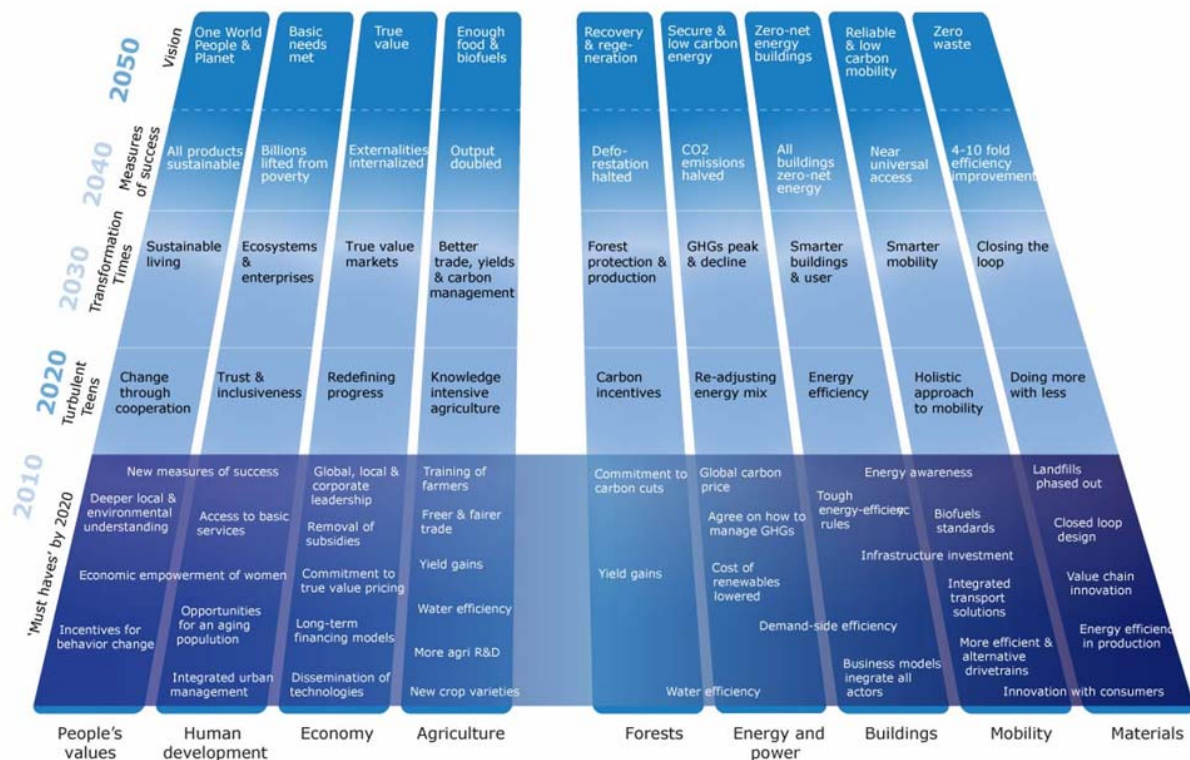 2050
Vision
One World
People &
Planet
Basic
needs
met
True
value
Enough
food &
biofuels
Recovery
& rege-
neration
Secure &
low carbon
energy
Zero-net
energy
buildings
Reliable
& low
carbon
mobility
Zero
waste
2040
Measures
of success
All products
sustainable
Billions
lifted from
poverty
Externalities
internalized
Output
doubled
Defo-
restation
halted
CO2
emissions
halved
All
buildings
zero-net
energy
Near
universal
access
4-10 fold
efficiency
improvement
2030
Transformation
Times
Sustainable
living
Ecosystems
&
enterprises
True value
markets
Better
trade, yields
& carbon
management
Forest
protection &
production
GHGs peak
& decline
Smarter
buildings
& user
Smarter
mobility
Closing the
loop
2020
Turbulent
Teens
Change
through
cooperation
Trust &
inclusiveness
Redefining
progress
Knowledge
intensive
agriculture
Carbon
incentives
Re-adjusting
energy mix
Energy
efficiency
Holistic
approach
to mobility
Doing more
with less
2010
'Must haves' by 2020
New measures of success
Deeper local &
environmental
understanding
Access to basic
services
Economic empowerment of women
Opportunities
for an aging
popułution
Incentives for
behavior change
Integrated urban
management
Global, local &
corporate
leadership
Removal of
subsidies
Commitment to
true value pricing
Long-term
financing models
Dissemination of
technologies
Training of
farmers
Freer & fairer
trade
Yield gains
Water efficiency
More agri R&D
New crop varieties
Commitment to
carbon cuts
Yield gains
Water efficiency
Global carbon
price
Agree on how to
manage GHGs
Cost of
renewables
lowered
Demand-side efficiency
Energy awareness
Tough
energy-efficienc
rules
Infrastructure investment
Business models
inegrate all
actors
Biofuels
standards
Integrated
transport
solutions
More efficient &
alternative
drivetrains
Innovation with consumers
Landfills
phased out
Closed loop
design
Value chain
innovation
Energy efficienc
in production
People's
values
Human
development
Economy
Agriculture
Forests
Energy and
power
Buildings
Mobility
Materials